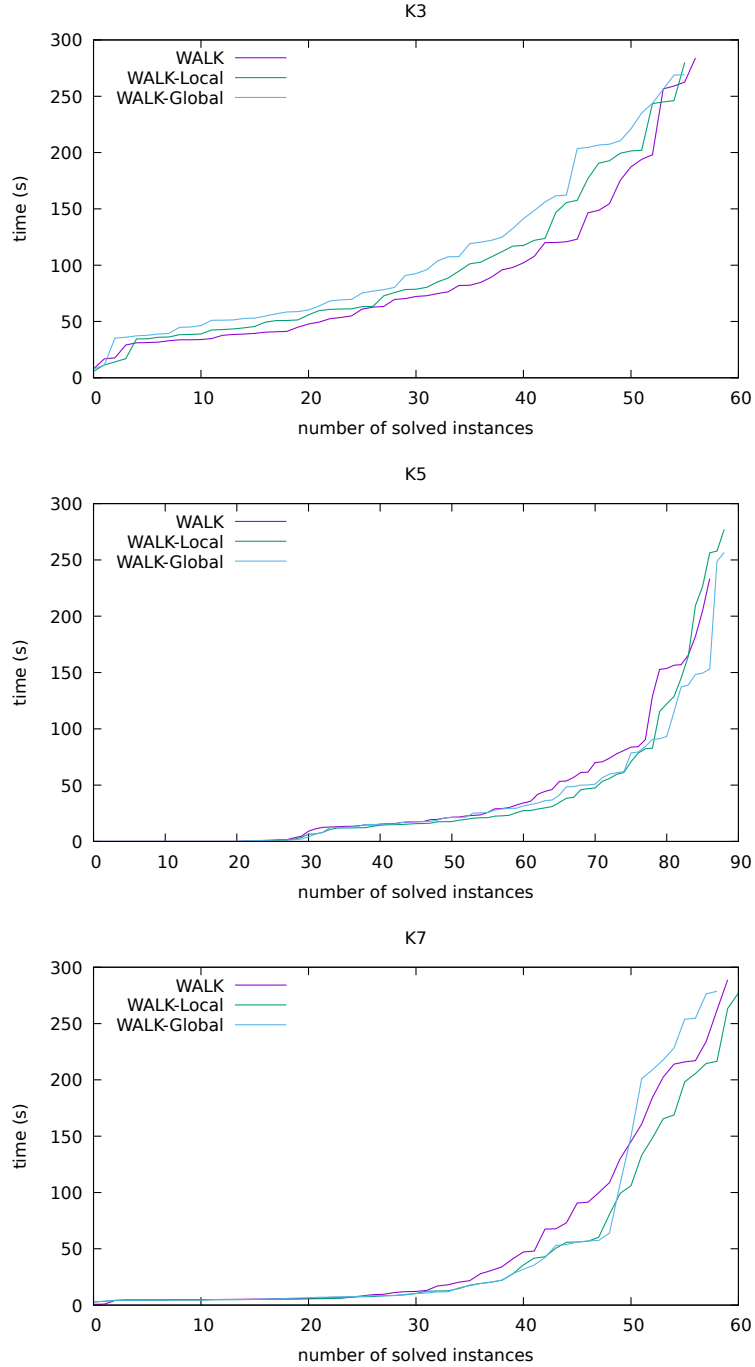 K3
300
250
200
150
100
50
0
time (s)
WALK
WALK-Local
WALK-Global
0 10 20 30 40 50 60
number of solved instances
K5
300
250
200
150
100
50
0
time (s)
WALK
WALK-Local
WALK-Global
0 10 20 30 40 50 60 70 80 90
number of solved instances
K7
300
250
200
150
100
50
0
time (s)
WALK
WALK-Local
WALK-Global
0 10 20 30 40 50 60
number of solved instances